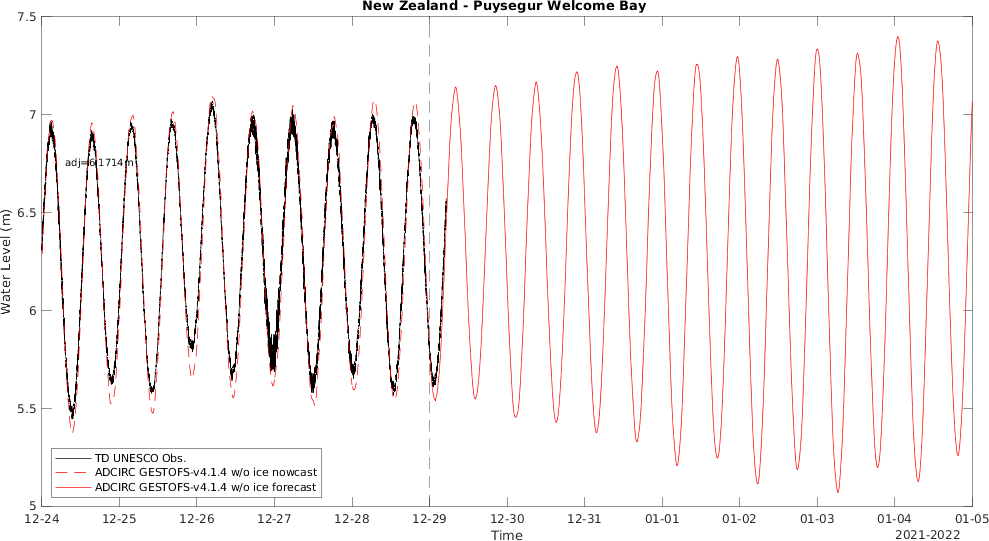 New Zealand - Puysegur Welcome Bay
7.5
7
6.5
6
5.5
5
Water Level (m)
adj=6.1714 m
TD UNESCO Obs.
ADCIRC GESTOFS-v4.1.4 w/o ice nowcast
ADCIRC GESTOFS-v4.1.4 w/o ice forecast
12-24 12-25 12-26 12-27 12-28 12-29 12-30 12-31 01-01 01-02 01-03 01-04 01-05
Time
2021-2022